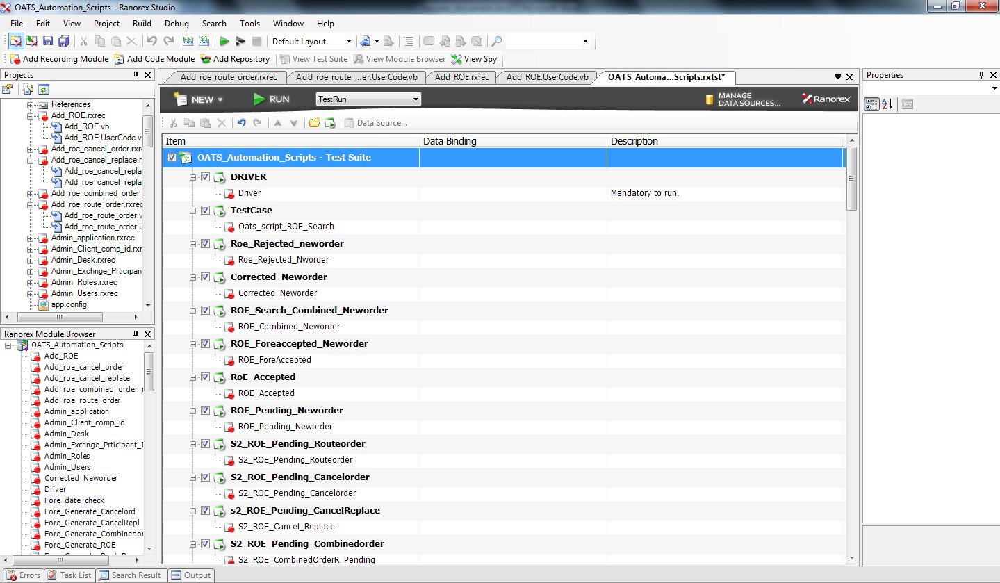 OATS_Automation_Scripts - Ranorex Studio
File Edit View Project Build Debug Search Tools Window Help
Default Layout
Add Recording Module Add Code Module Add Repository View Test Suite View Module Browser View Spy
Projects
References
Add_ROE.rxrec
Add_ROE.vb
Add_ROE.UserCode.v
Add_roe_cancel_order.rxr
Add_roe_cancel_replace.r
Add_roe_cancel_repla
Add_roe_cancel_repla
Add_roe_combined_order_
Add_roe_route_order.rxrec
Add_roe_route_order.v
Add_roe_route_order.U
Admin_application.rxrec
Admin_Client_comp_id.rxr
Admin_Desk.rxrec
Admin_Exchnge_Prticipan
Admin_Roles.rxrec
Admin_Users.rxrec
app.config
Ranorex Module Browser
OATS_Automation_Scripts
Add_ROE
Add_roe_cancel_order
Add_roe_cancel_replace
Add_roe_combined_order_r
Add_roe_route_order
Admin_application
Admin_Client_comp_id
Admin_Desk
Admin_Exchnge_Prticipant_I
Admin_Roles
Admin_Users
Corrected_Neworder
Driver
Fore_date_check
Fore_Generate_Cancelord
Fore_Generate_CancelRepl
Fore_Generate_Combinedor
Fore_Generate_ROE
Add_roe_route_order.rxrec Add_roe_route_...er.UserCode.vb Add_ROE.rxrec Add_ROE.UserCode.vb OATS_Automa...Scripts.rxtst*
NEW RUN TestRun MANAGE DATA SOURCES... Ranorex
Data Source...
Item Data Binding Description
OATS_Automation_Scripts - Test Suite
DRIVER
Driver Mandatory to run.
TestCase
Oats_script_ROE_Search
Roe_Rejected_neworder
Roe_Rejected_Nworder
Corrected_Neworder
Corrected_Neworder
ROE_Search_Combined_Neworder
ROE_Combined_Neworder
ROE_Foreaccepted_Neworder
ROE_ForeAccepted
RoE_Accepted
ROE_Accepted
ROE_Pending_Neworder
ROE_Pending_Neworder
S2_ROE_Pending_Routeorder
S2_ROE_Pending_Routeorder
S2_ROE_Pending_Cancelorder
S2_ROE_Pending_Cancelorder
s2_ROE_Pending_CancelReplace
S2_ROE_Cancel_Replace
S2_ROE_Pending_Combinedorder
S2_ROE_CombinedOrderR_Pending
Properties
Errors Task List Search Result Output